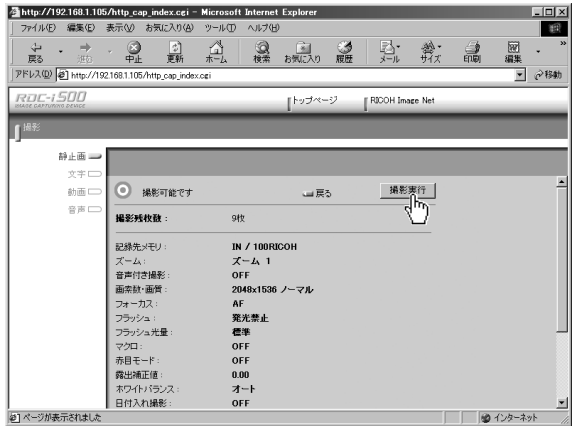 http://192.168.1.105/http_cap_index.cgi - Microsoft Internet Explorer
ファイル(F) 編集(E) 表示(V) お気に入り(A) ツール(T) ヘルプ(H)
戻る 進む 中止 更新 ホーム 検索 お気に入り 履歴 メール サイズ 印刷 編集 »
アドレス(D) http://192.168.1.105/http_cap_index.cgi 移動
RDC-i500
IMAGE CAPTURING DEVICE
トップページ RICOH Image Net
撮影
静止画
文字
動画
音声
撮影可能です 戻る 撮影実行
撮影残枚数: 9枚
記録先メモリ: IN / 100RICOH
ズーム: ズーム 1
音声付き撮影: OFF
画素数・画質: 2048x1536 ノーマル
フォーカス: AF
フラッシュ: 発光禁止
フラッシュ光量: 標準
マクロ: OFF
赤目モード: OFF
露出補正値: 0.00
ホワイトバランス: オート
日付入れ撮影: OFF
ページが表示されました インターネット